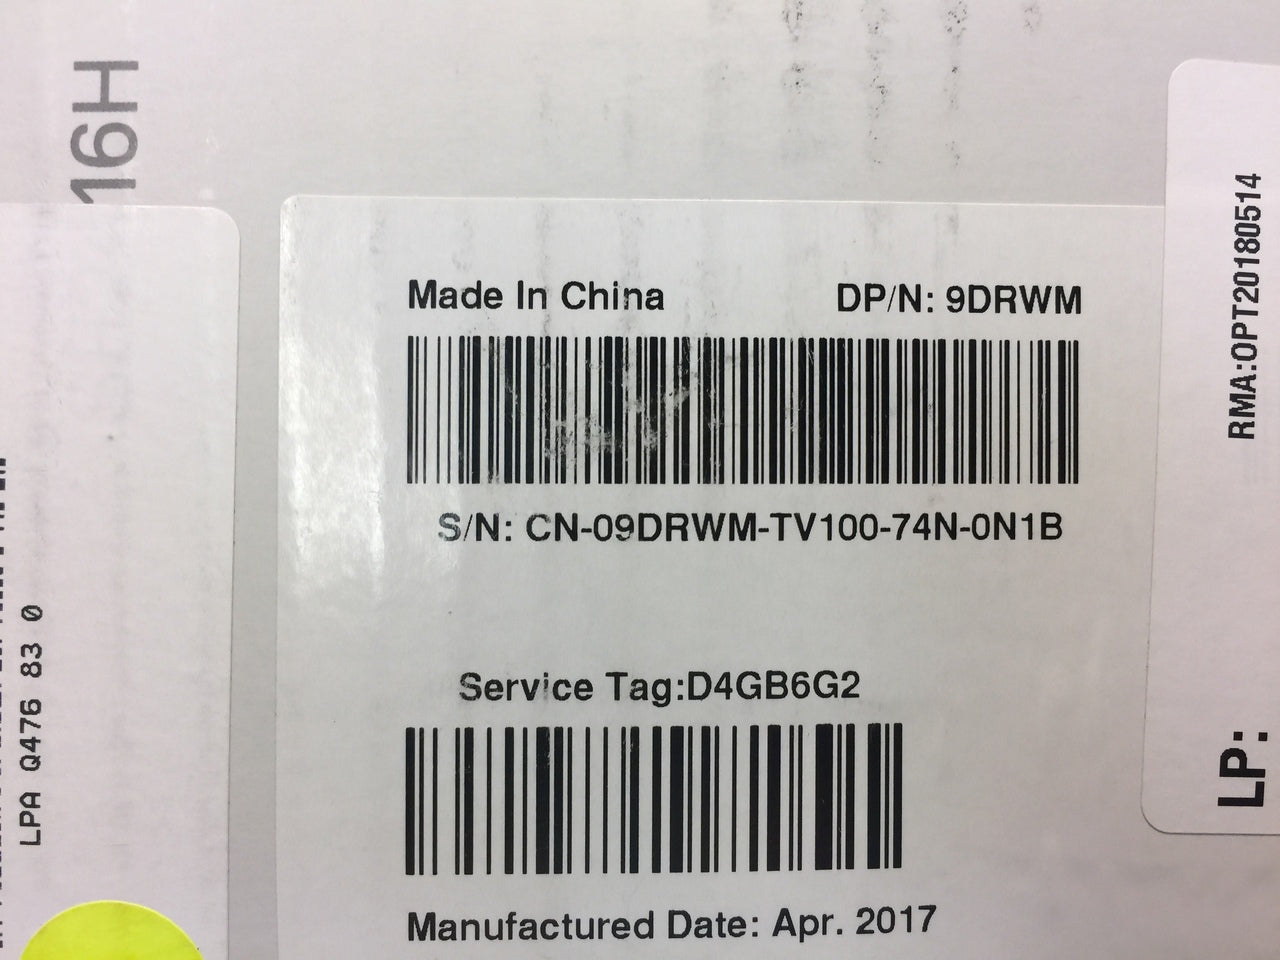 16H
Made In China
DP/N: 9DRWM
S/N: CN-09DRWM-TV100-74N-0N1B
Service Tag:D4GB6G2
Manufactured Date: Apr. 2017
LPA Q476 83 0
RMA:OPT20180514
LP: